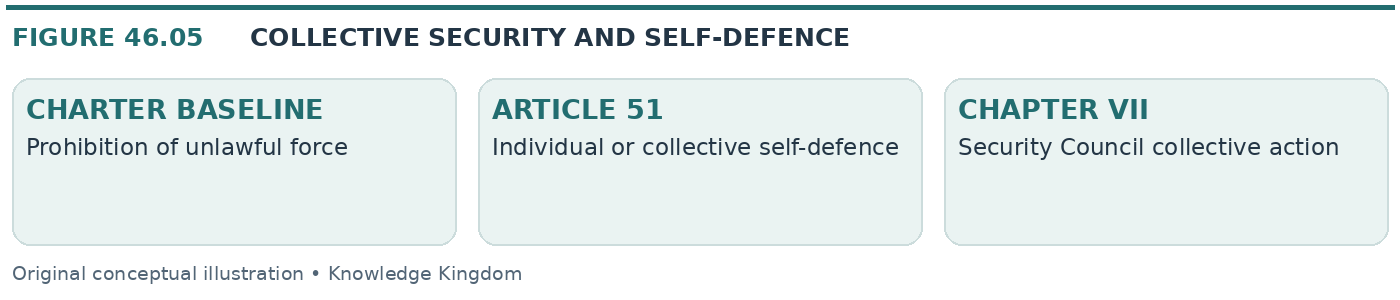 FIGURE 46.05 COLLECTIVE SECURITY AND SELF-DEFENCE
CHARTER BASELINE
Prohibition of unlawful force
ARTICLE 51
Individual or collective self-defence
CHAPTER VII
Security Council collective action
Original conceptual illustration • Knowledge Kingdom